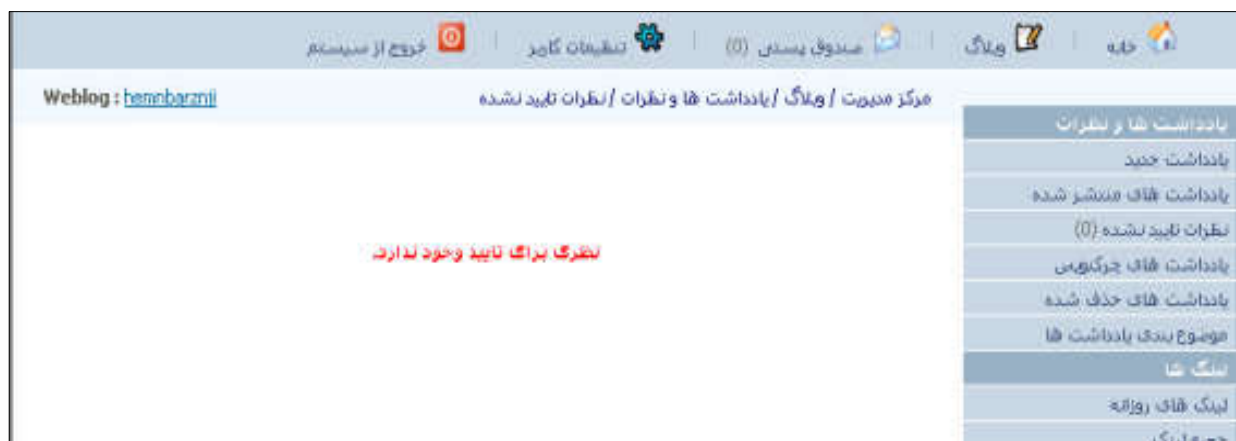 خانه
وبلاگ
صندوق پستی (0)
تنظیمات کاربر
خروج از سیستم
مرکز مدیریت / وبلاگ / یادداشت ها و نظرات / نظرات تایید نشده
Weblog : hemnbarznji
یادداشت ها و نظرات
یادداشت جدید
یادداشت های منتشر شده
نظرات تایید نشده (0)
یادداشت های چرکنویس
یادداشت های حذف شده
موضوع بندی یادداشت ها
لینک ها
لینک های روزانه
نظری برای تایید وجود ندارد.